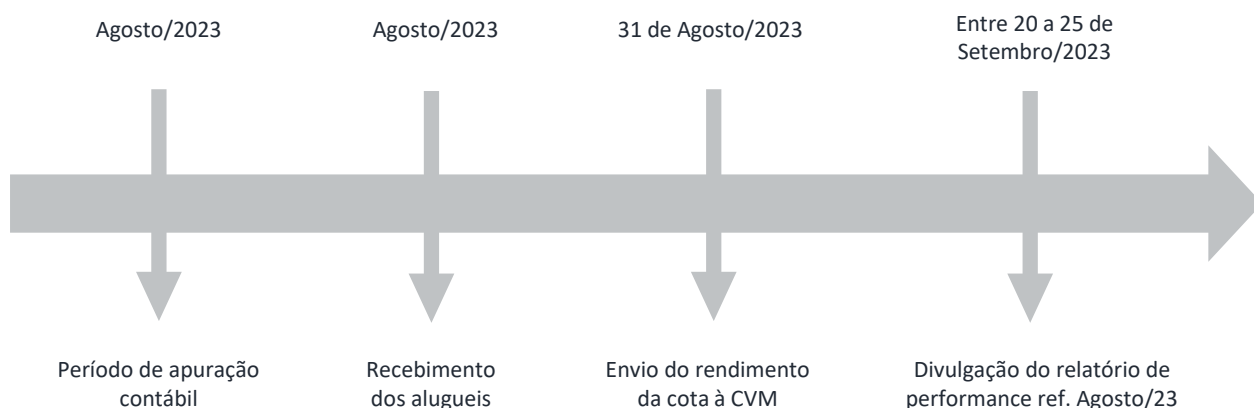 Agosto/2023
Agosto/2023
31 de Agosto/2023
Entre 20 a 25 de
Setembro/2023
Período de apuração
contábil
Recebimento
dos alugueis
Envio do rendimento
da cota à CVM
Divulgação do relatório de
performance ref. Agosto/23